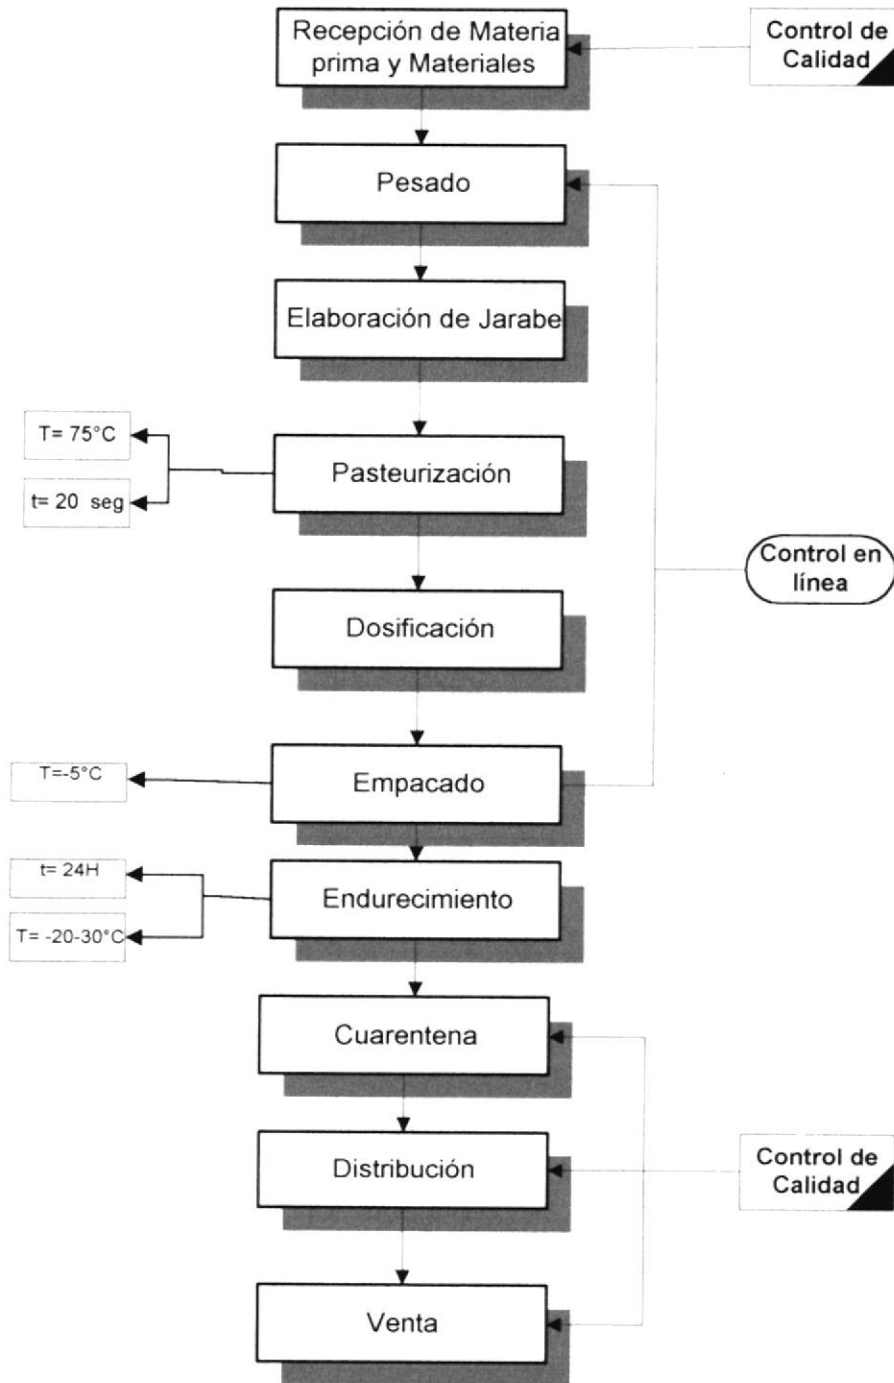 Recepción de Materia
prima y Materiales
Control de
Calidad
Pesado
Elaboración de Jarabe
T= 75°C
Pasteurización
t= 20 seg
Control en
línea
Dosificación
T=-5°C
Empacado
t= 24H
Endurecimiento
T= -20-30°C
Cuarentena
Distribución
Control de
Calidad
Venta